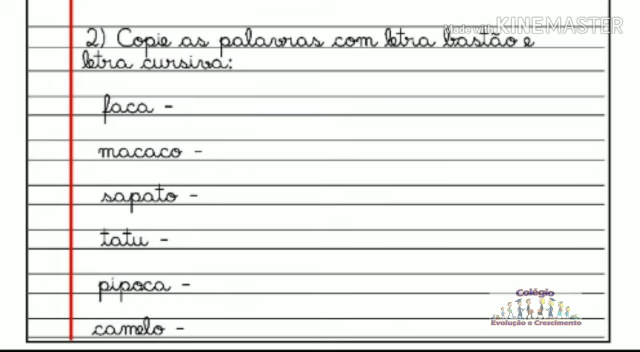 Made with KINEMASTER
2) Copie as palavras com letra bastão e
letra cursiva:
faca -
macaco -
sapato -
tatu -
pipoca -
camelo -
Colégio
Evolução e Crescimento